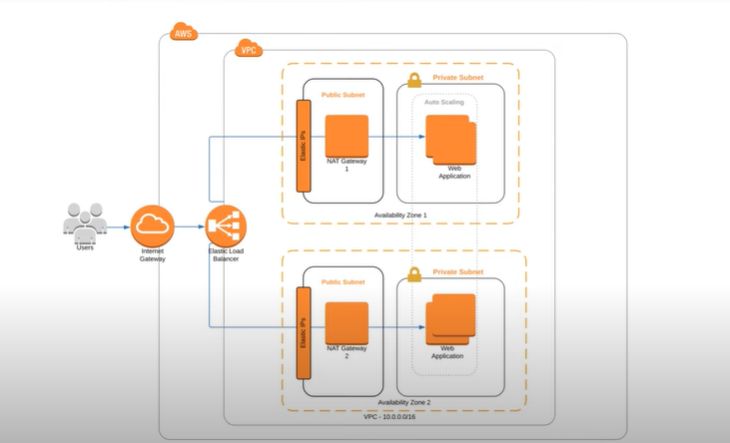 AWS
VPC
Public Subnet
Private Subnet
Auto Scaling
Elastic IPs
NAT Gateway
1
Web
Application
Availability Zone 1
Users
Internet
Gateway
Elastic Load
Balancer
Public Subnet
Private Subnet
Elastic IPs
NAT Gateway
2
Web
Application
Availability Zone 2
VPC - 10.0.0.0/16